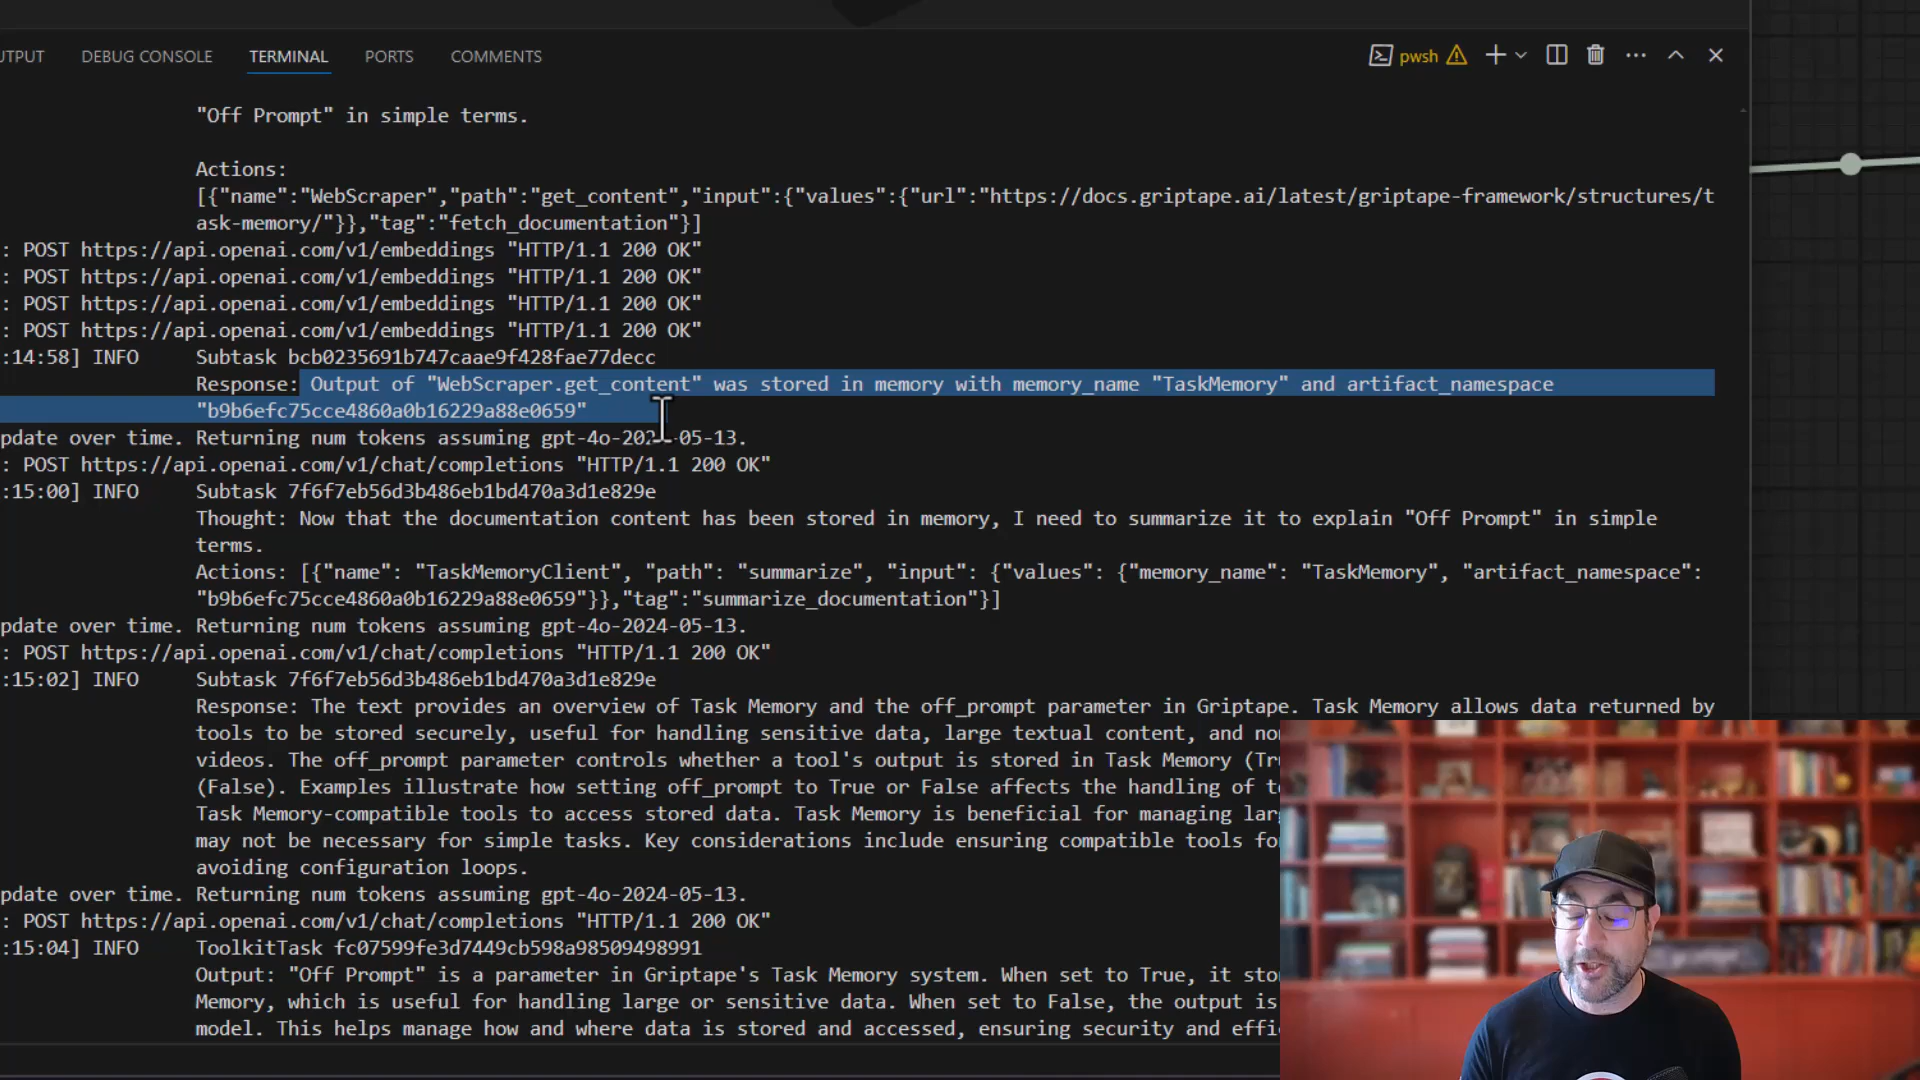 UTPUT DEBUG CONSOLE TERMINAL PORTS COMMENTS pwsh
"Off Prompt" in simple terms.
Actions:
[{"name":"WebScraper","path":"get_content","input":{"values":{"url":"https://docs.griptape.ai/latest/griptape-framework/structures/t
ask-memory/"}},"tag":"fetch_documentation"}]
: POST https://api.openai.com/v1/embeddings "HTTP/1.1 200 OK"
: POST https://api.openai.com/v1/embeddings "HTTP/1.1 200 OK"
: POST https://api.openai.com/v1/embeddings "HTTP/1.1 200 OK"
: POST https://api.openai.com/v1/embeddings "HTTP/1.1 200 OK"
:14:58] INFO Subtask bcb0235691b747caae9f428fae77decc
Response: Output of "WebScraper.get_content" was stored in memory with memory_name "TaskMemory" and artifact_namespace
"b9b6efc75cce4860a0b16229a88e0659"
pdate over time. Returning num tokens assuming gpt-4o-2024-05-13.
: POST https://api.openai.com/v1/chat/completions "HTTP/1.1 200 OK"
:15:00] INFO Subtask 7f6f7eb56d3b486eb1bd470a3d1e829e
Thought: Now that the documentation content has been stored in memory, I need to summarize it to explain "Off Prompt" in simple
terms.
Actions: [{"name": "TaskMemoryClient", "path": "summarize", "input": {"values": {"memory_name": "TaskMemory", "artifact_namespace":
"b9b6efc75cce4860a0b16229a88e0659"}},"tag":"summarize_documentation"}]
pdate over time. Returning num tokens assuming gpt-4o-2024-05-13.
: POST https://api.openai.com/v1/chat/completions "HTTP/1.1 200 OK"
:15:02] INFO Subtask 7f6f7eb56d3b486eb1bd470a3d1e829e
Response: The text provides an overview of Task Memory and the off_prompt parameter in Griptape. Task Memory allows data returned by
tools to be stored securely, useful for handling sensitive data, large textual content, and no
videos. The off_prompt parameter controls whether a tool's output is stored in Task Memory (Tr
(False). Examples illustrate how setting off_prompt to True or False affects the handling of t
Task Memory-compatible tools to access stored data. Task Memory is beneficial for managing lar
may not be necessary for simple tasks. Key considerations include ensuring compatible tools fo
avoiding configuration loops.
pdate over time. Returning num tokens assuming gpt-4o-2024-05-13.
: POST https://api.openai.com/v1/chat/completions "HTTP/1.1 200 OK"
:15:04] INFO ToolkitTask fc07599fe3d7449cb598a98509498991
Output: "Off Prompt" is a parameter in Griptape's Task Memory system. When set to True, it sto
Memory, which is useful for handling large or sensitive data. When set to False, the output is
model. This helps manage how and where data is stored and accessed, ensuring security and effi